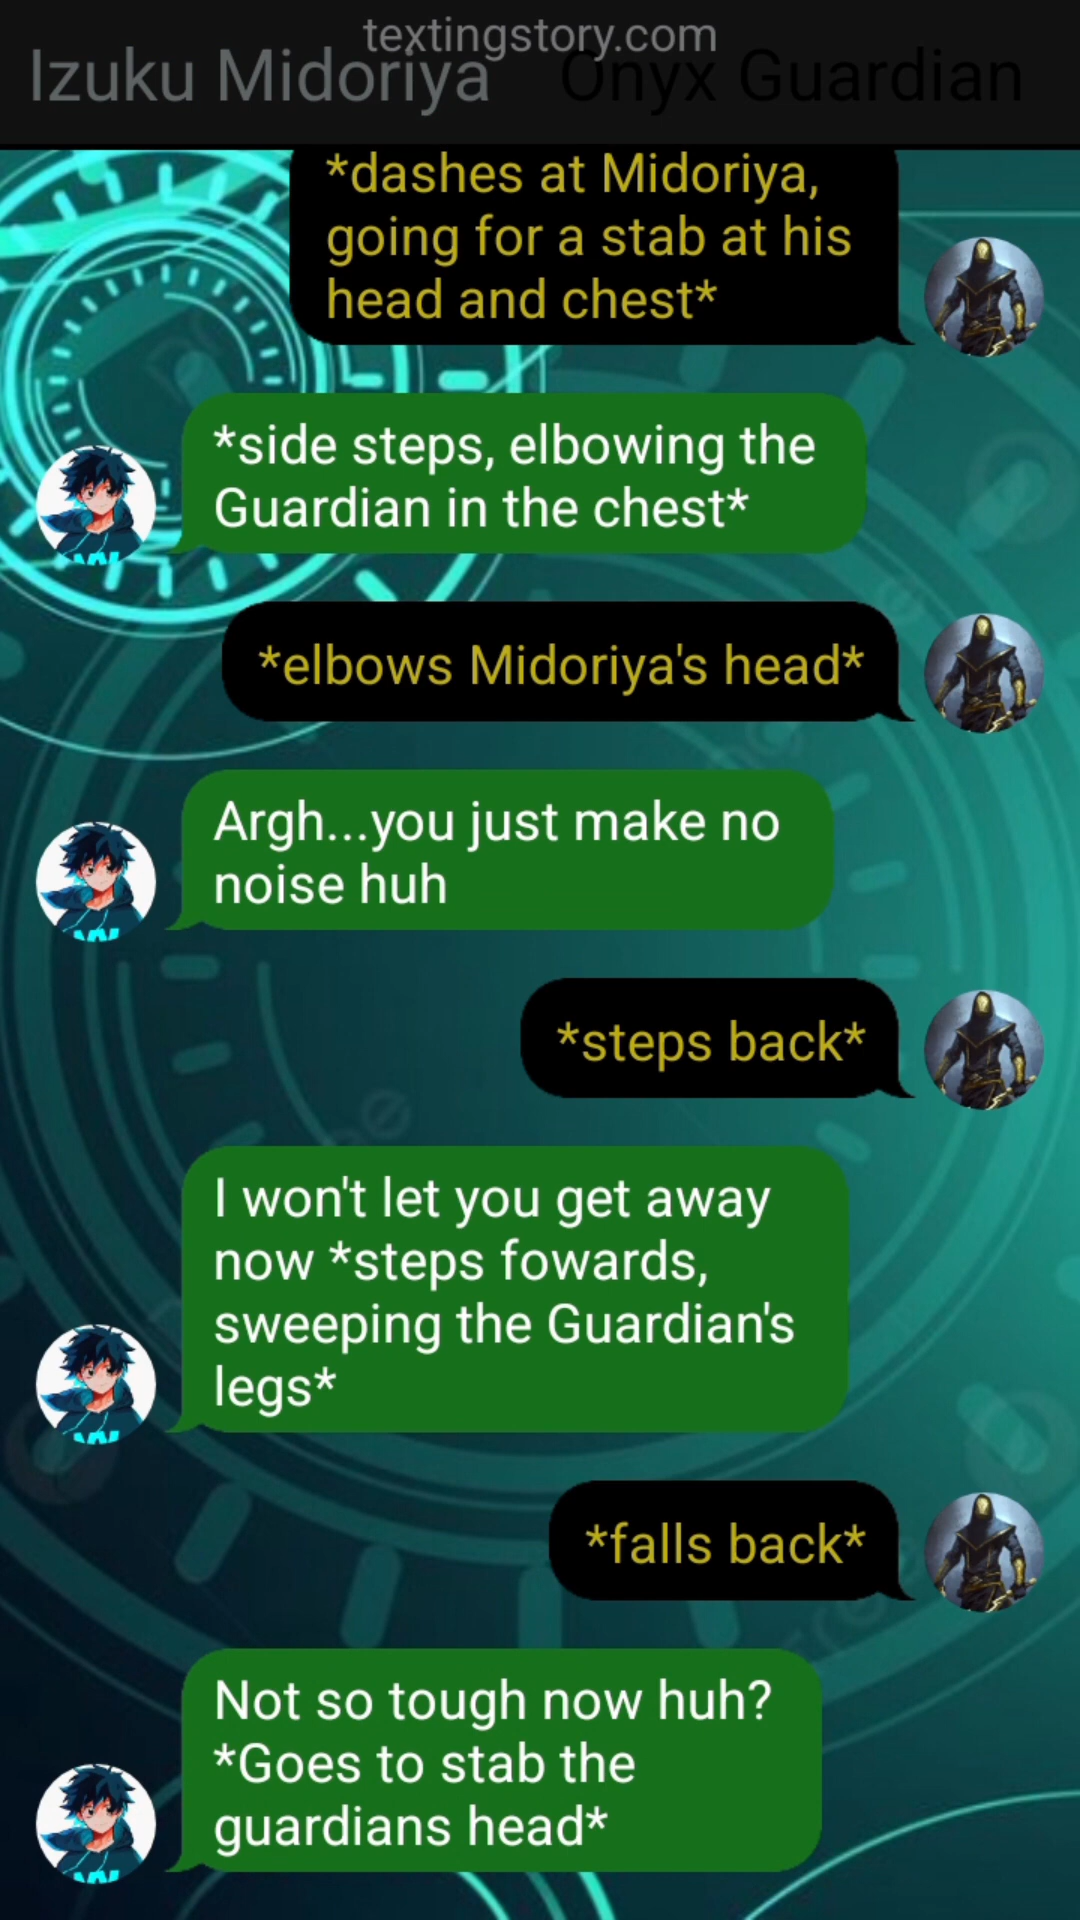 textingstory.com
Izuku Midoriya Onyx Guardian
*dashes at Midoriya,
going for a stab at his
head and chest*
*side steps, elbowing the
Guardian in the chest*
*elbows Midoriya's head*
Argh...you just make no
noise huh
*steps back*
I won't let you get away
now *steps fowards,
sweeping the Guardian's
legs*
*falls back*
Not so tough now huh?
*Goes to stab the
guardians head*